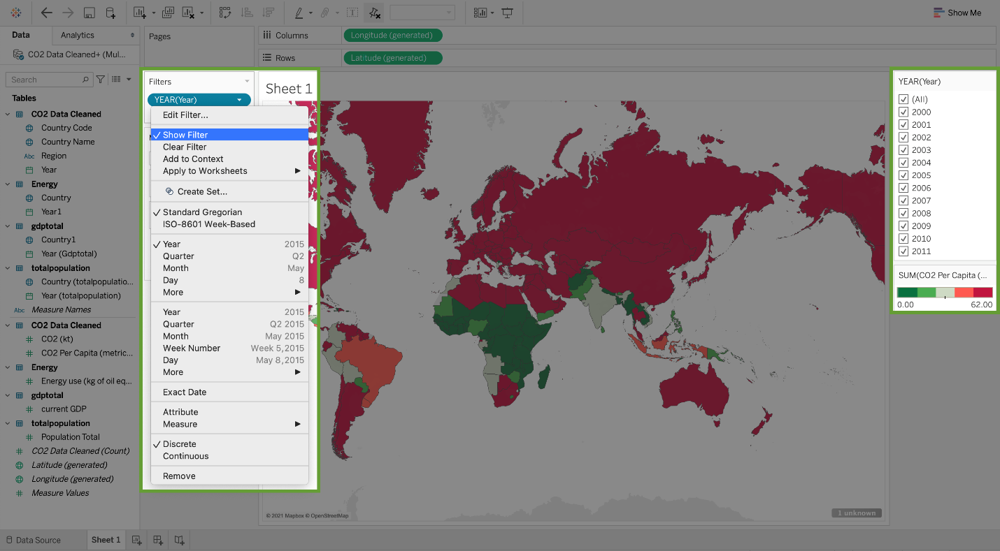 Show Me
Data
Analytics
Pages
Columns
Longitude (generated)
Rows
Latitude (generated)
CO2 Data Cleaned+ (Mul...
Search
Tables
CO2 Data Cleaned
Country Code
Country Name
Abc Region
Year
Energy
Country
Year1
gdptotal
Country1
Year (Gdptotal)
totalpopulation
Country (totalpopulatio...
Year (totalpopulation)
Abc Measure Names
CO2 Data Cleaned
CO2 (kt)
CO2 Per Capita (metric...
Energy
Energy use (kg of oil eq...
gdptotal
current GDP
totalpopulation
Population Total
CO2 Data Cleaned (Count)
Latitude (generated)
Longitude (generated)
Measure Values
Filters
YEAR(Year)
Edit Filter...
Show Filter
Clear Filter
Add to Context
Apply to Worksheets
Create Set...
Standard Gregorian
ISO-8601 Week-Based
Year 2015
Quarter Q2
Month May
Day 8
More
Year 2015
Quarter Q2 2015
Month May 2015
Week Number Week 5,2015
Day May 8,2015
More
Exact Date
Attribute
Measure
Discrete
Continuous
Remove
Sheet 1
© 2021 Mapbox © OpenStreetMap
1 unknown
YEAR(Year)
(All)
2000
2001
2002
2003
2004
2005
2006
2007
2008
2009
2010
2011
SUM(CO2 Per Capita (...
0.00 62.00
Data Source
Sheet 1